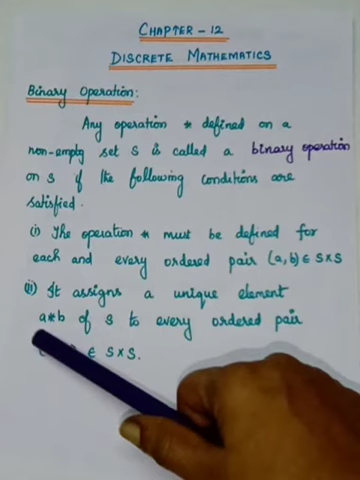 CHAPTER - 12
DISCRETE MATHEMATICS
Binary Operation:
Any operation * defined on a
non-empty set S is called a binary operation
on S if the following conditions are
satisfied.
(i) The operation * must be defined for
each and every ordered pair (a, b) ∈ S×S
(ii) It assigns a unique element
a*b of S to every ordered pair
∈ S×S.